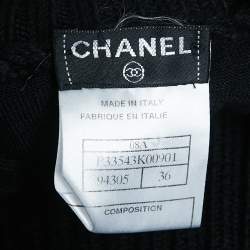 CHANEL
MADE IN ITALY
FABRIQUE EN ITALIE
08A
P33543K00901
94305 36
COMPOSITION